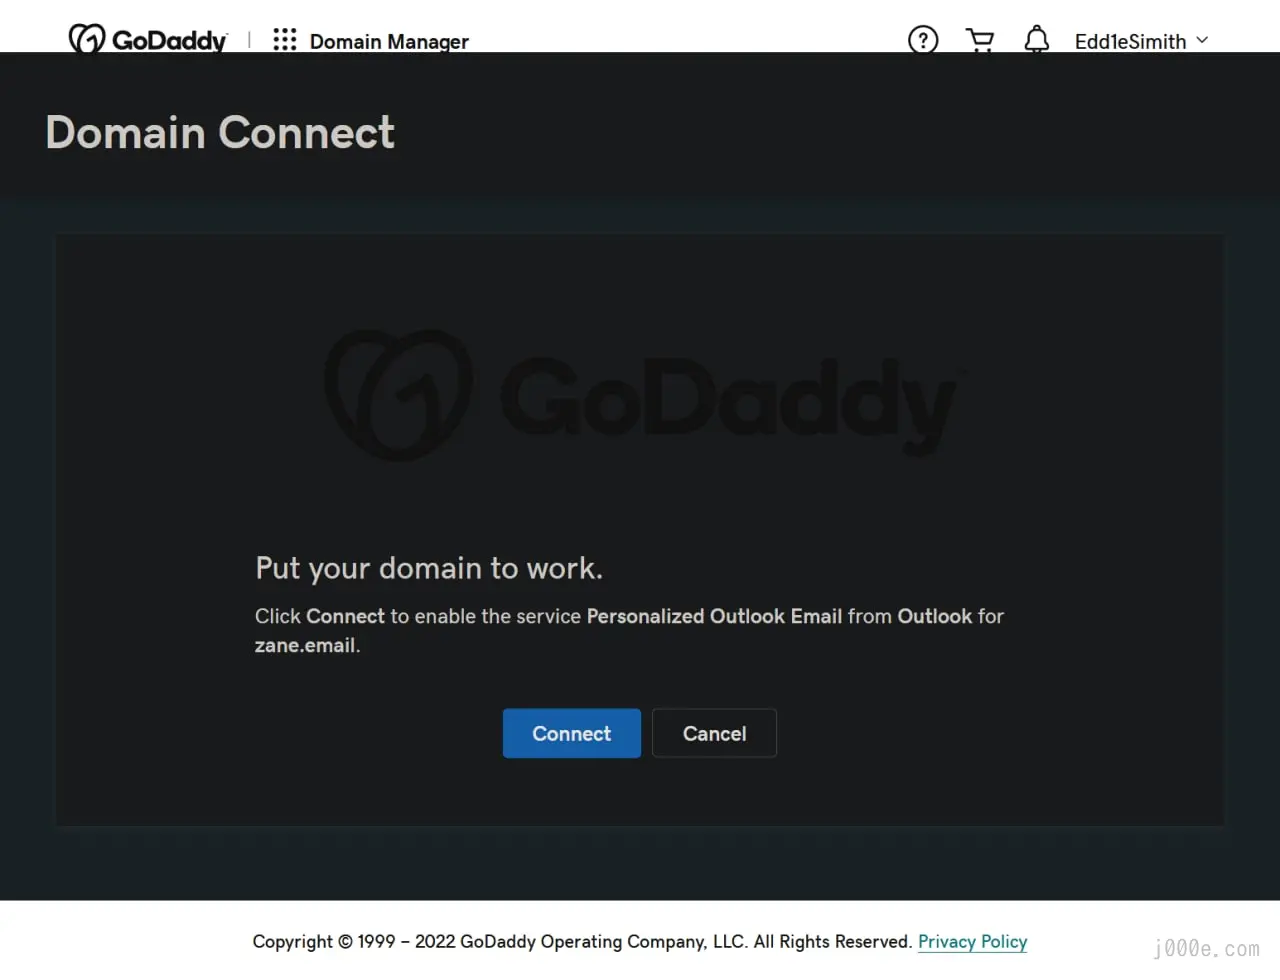 GoDaddy | Domain Manager EddIeSimith
Domain Connect
GoDaddy
Put your domain to work.
Click Connect to enable the service Personalized Outlook Email from Outlook for
zane.email.
Connect Cancel
Copyright © 1999 – 2022 GoDaddy Operating Company, LLC. All Rights Reserved. Privacy Policy
j000e.com